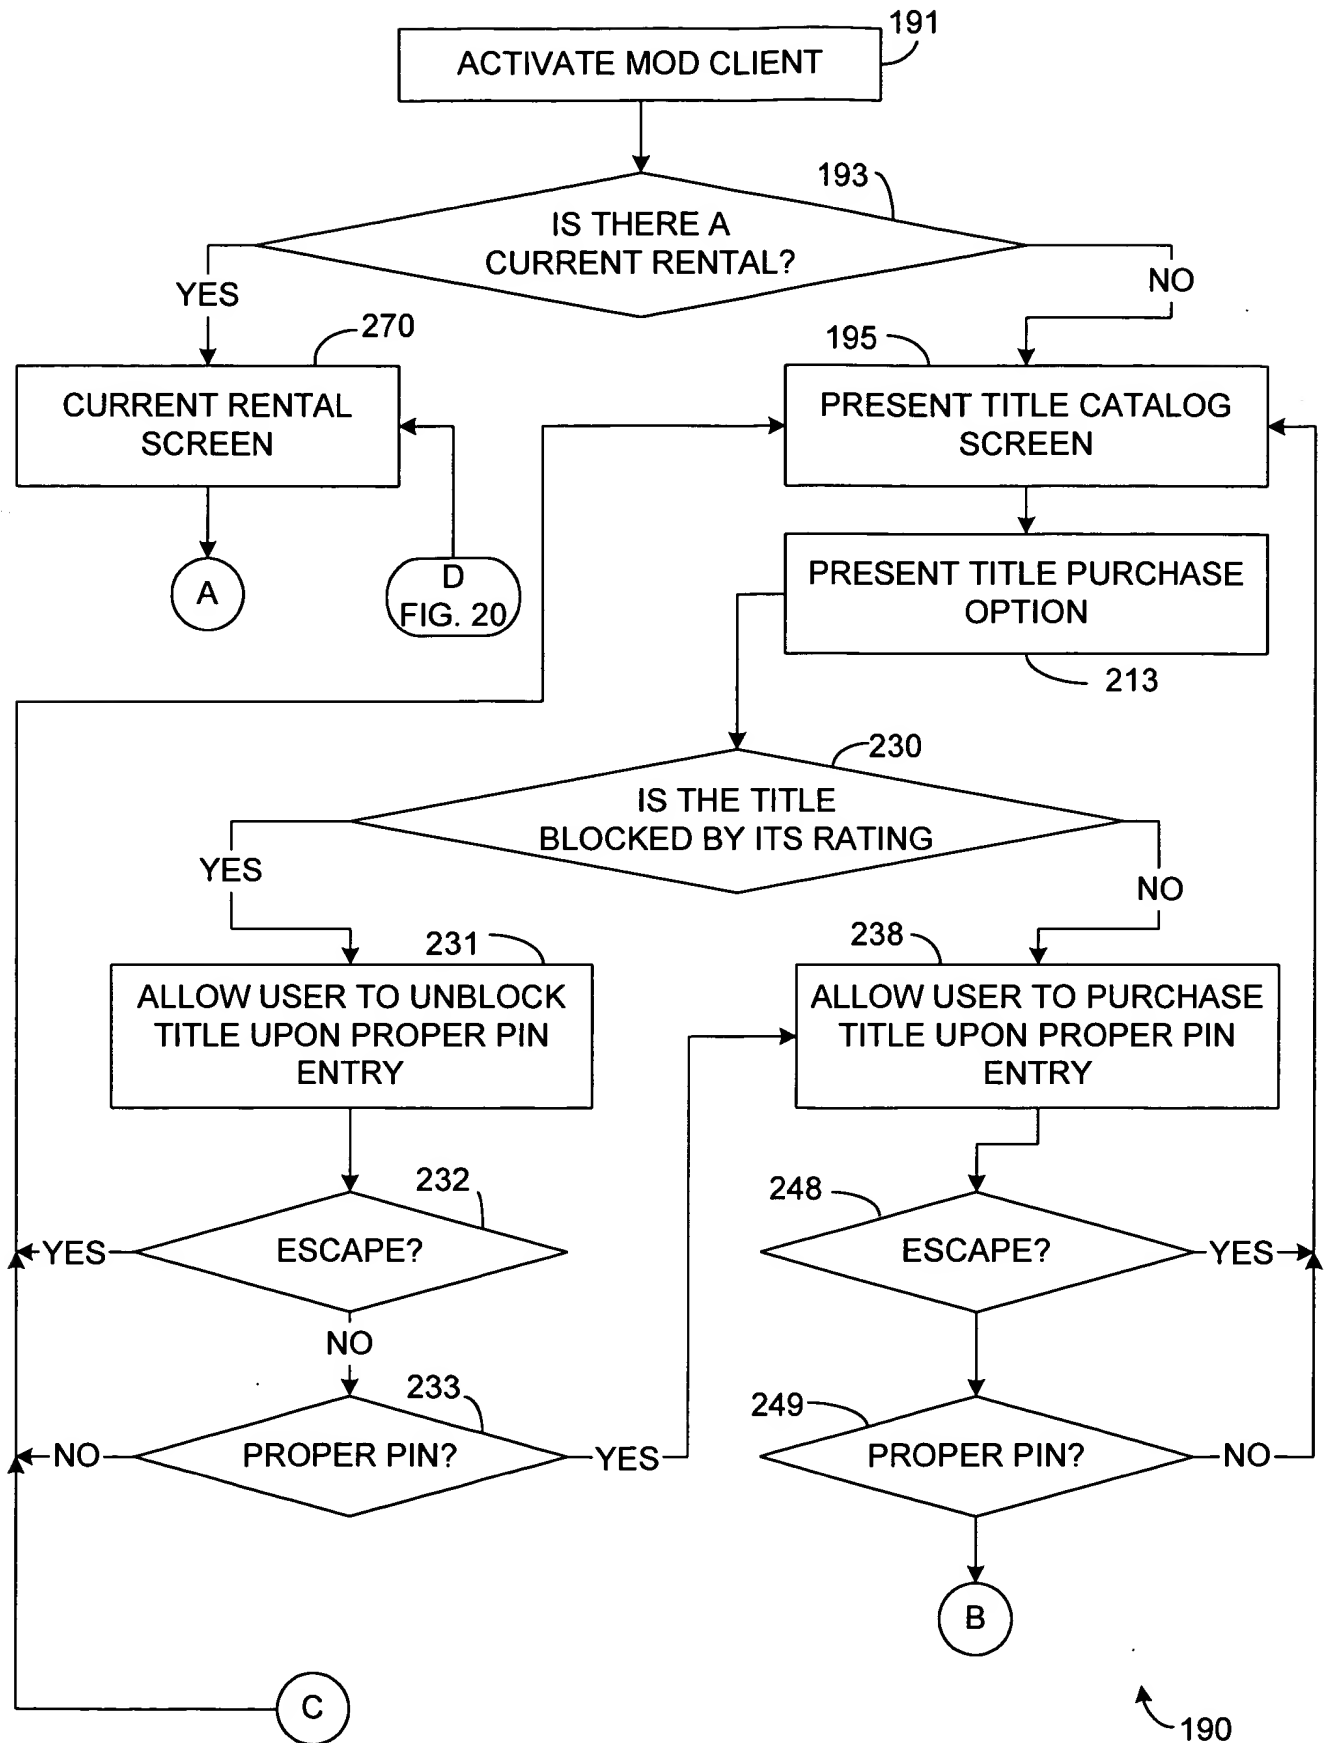 191
ACTIVATE MOD CLIENT
193
IS THERE A
CURRENT RENTAL?
YES
NO
270
195
CURRENT RENTAL
SCREEN
PRESENT TITLE CATALOG
SCREEN
A
D
FIG. 20
PRESENT TITLE PURCHASE
OPTION
213
230
IS THE TITLE
BLOCKED BY ITS RATING
YES
NO
231
238
ALLOW USER TO UNBLOCK
TITLE UPON PROPER PIN
ENTRY
ALLOW USER TO PURCHASE
TITLE UPON PROPER PIN
ENTRY
232
248
YES
ESCAPE?
ESCAPE?
YES
NO
233
249
NO
PROPER PIN?
YES
PROPER PIN?
NO
B
C
190